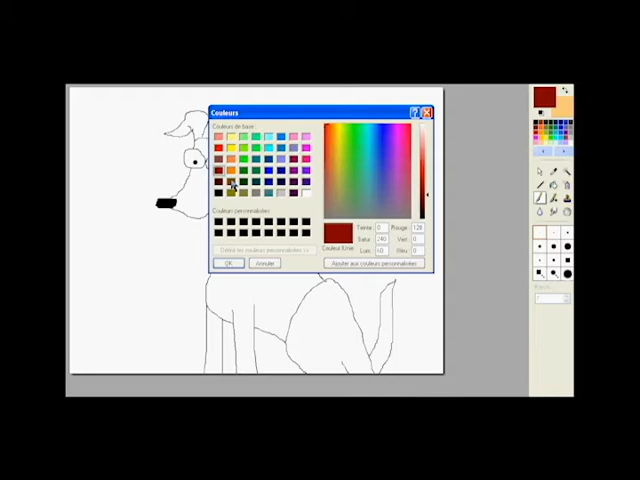 Couleurs
Couleurs de base :
Couleurs personnalisées :
Définir les couleurs personnalisées >>
OK
Annuler
Couleur|Unie
Teinte : 0
Satur. : 240
Lum. : 60
Rouge : 128
Vert : 0
Bleu : 0
Ajouter aux couleurs personnalisées